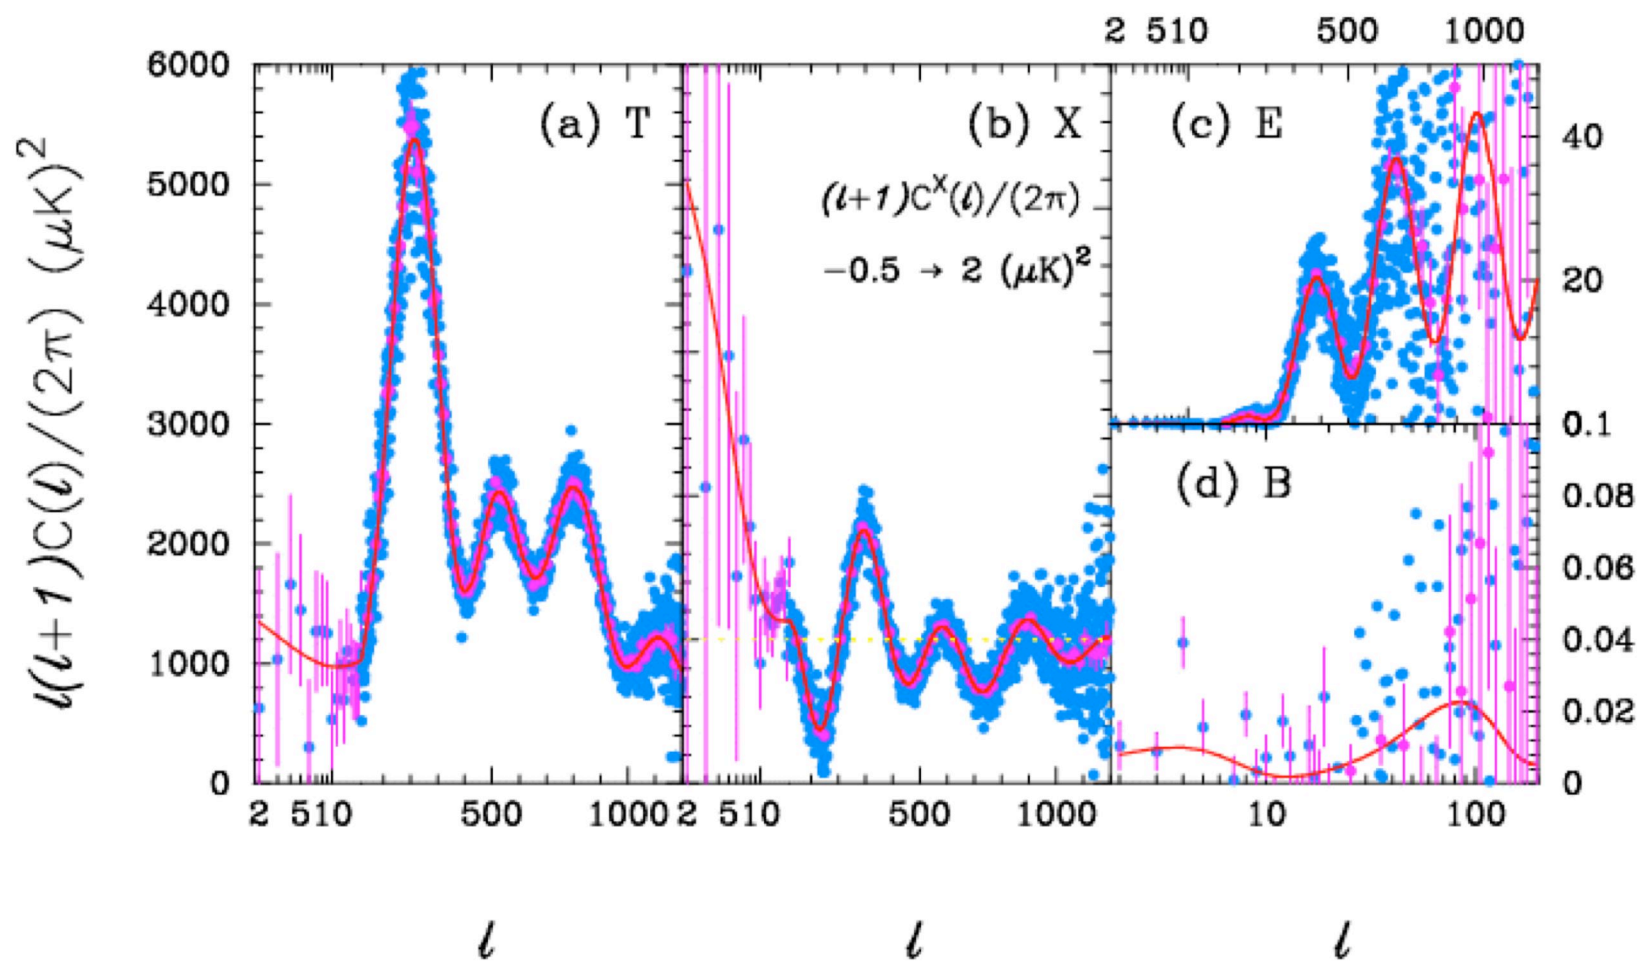 2 510 500 1000
6000
5000
4000
3000
2000
1000
0
l(l+1)C(l)/(2π) (μK)²
(a) T
(b) X
(l+1)Cˣ(l)/(2π)
−0.5 → 2 (μK)²
(c) E
40
20
0.1
(d) B
0.08
0.06
0.04
0.02
0
2 510 500 1000
2 510 500 1000
10 100
l
l
l